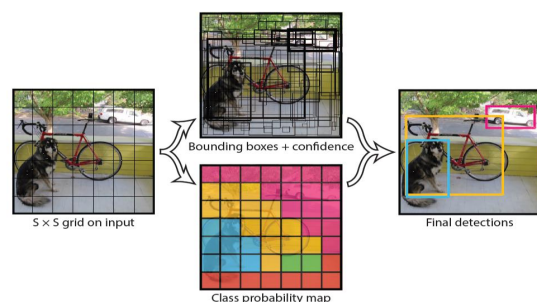 Bounding boxes + confidence
S × S grid on input
Final detections
Class probability map